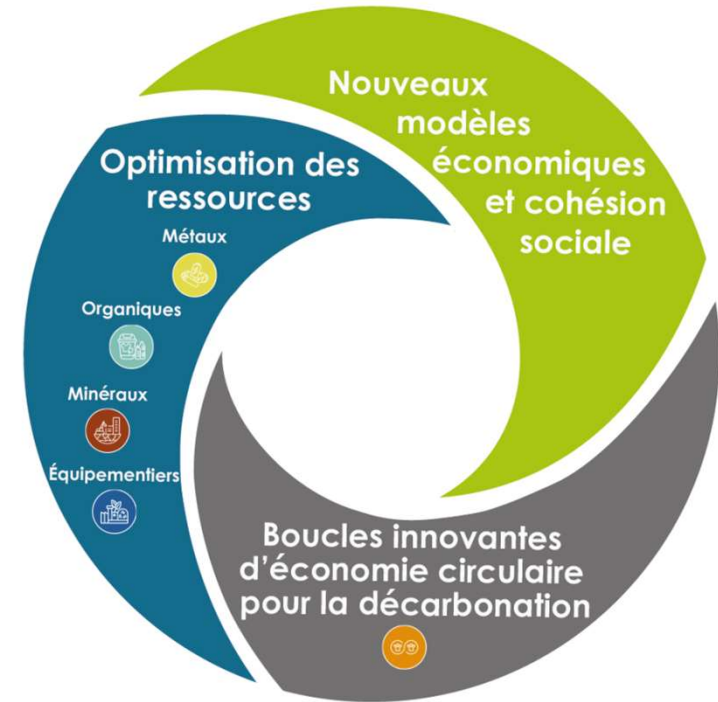 Nouveaux
modèles
économiques
et cohésion
sociale
Optimisation des
ressources
Métaux
Organiques
Minéraux
Équipementiers
Boucles innovantes
d’économie circulaire
pour la décarbonation